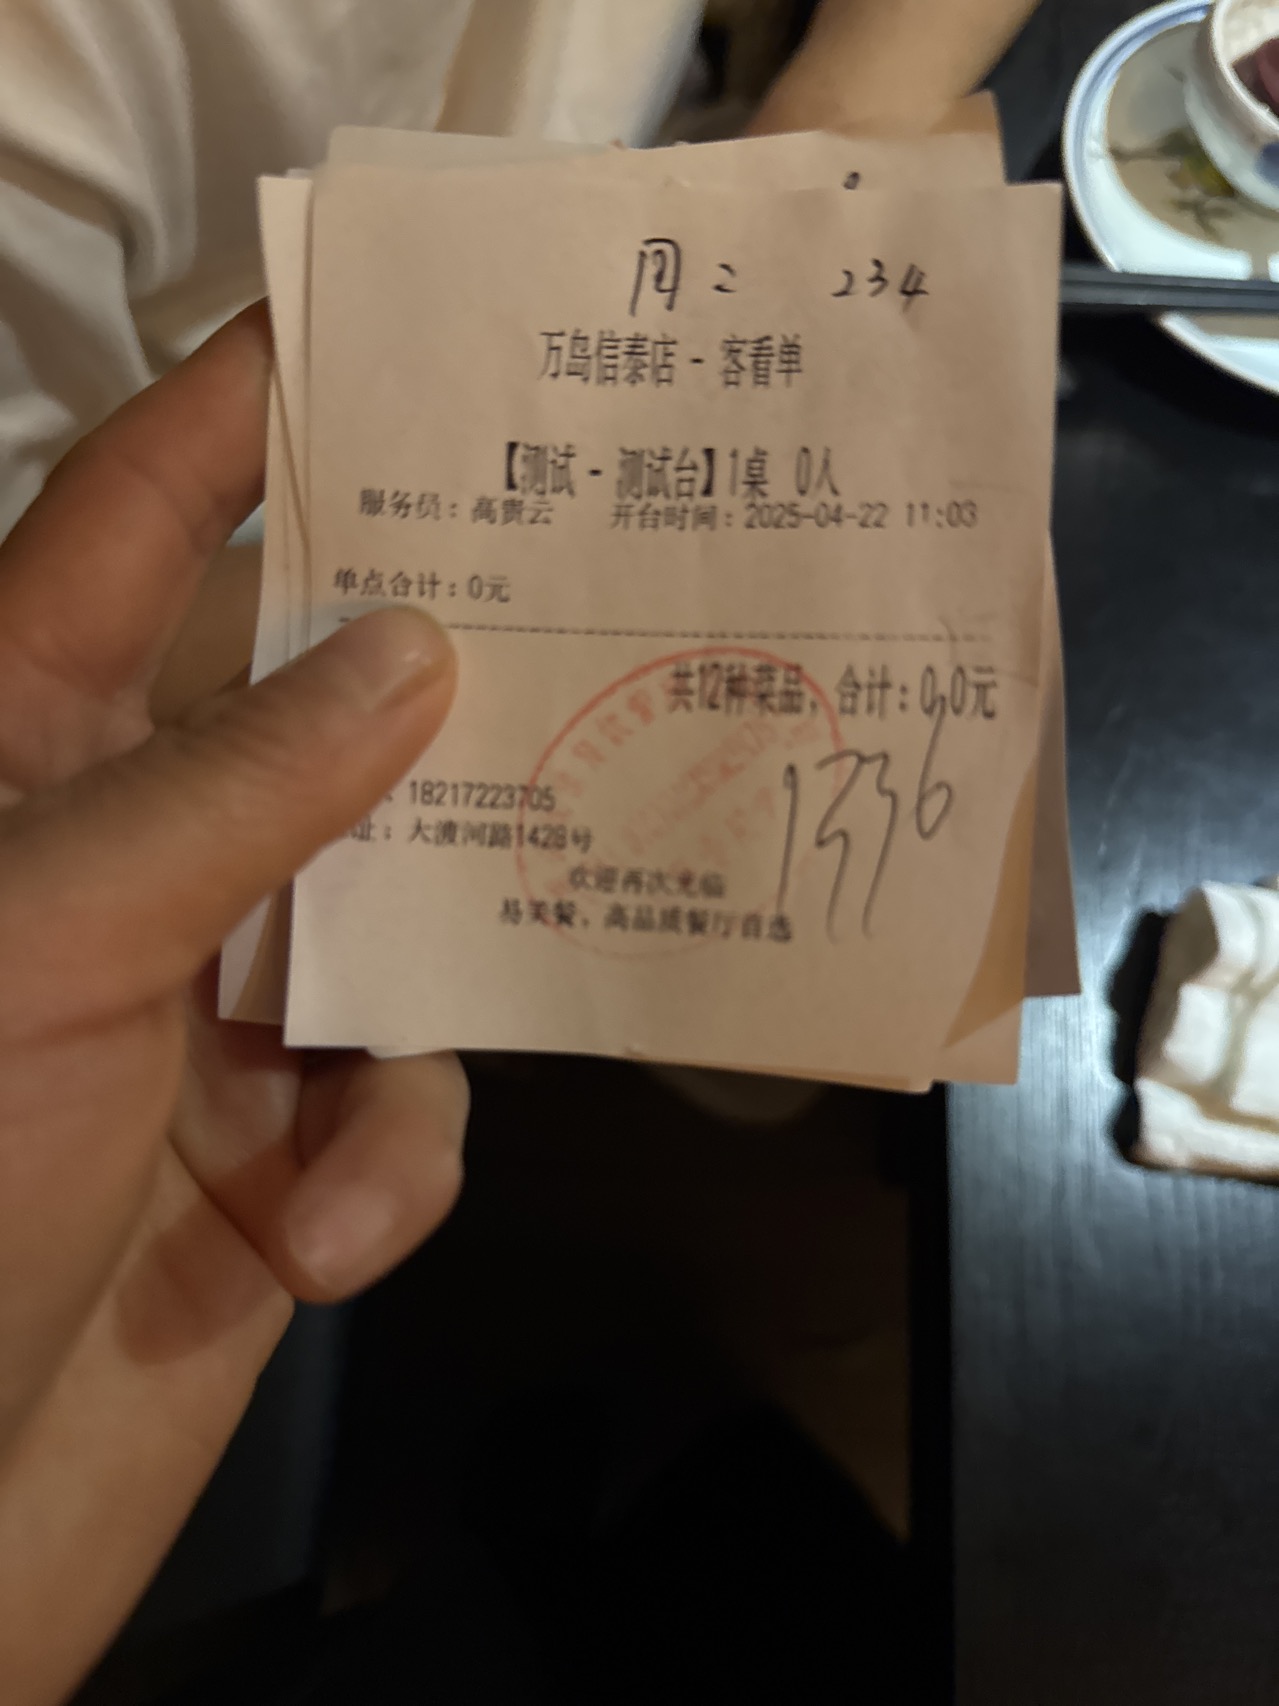 周二 234
万岛信泰店 - 客看单
【测试 - 测试台】1桌 0人
服务员：高贵云 开台时间：2025-04-22 11:03
单点合计：0元
共12种菜品，合计：0.0元
1336
18217223705
址：大渡河路1428号
欢迎再次光临
易美餐，高品质餐厅首选